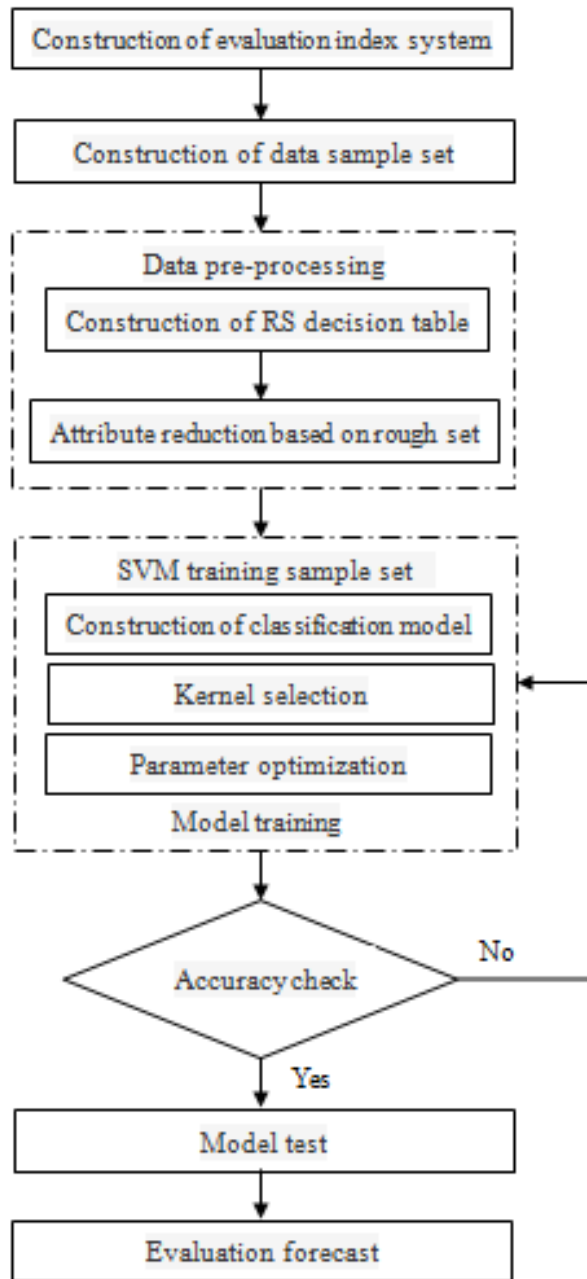 Construction of evaluation index system
Construction of data sample set
Data pre-processing
Construction of RS decision table
Attribute reduction based on rough set
SVM training sample set
Construction of classification model
Kernel selection
Parameter optimization
Model training
Accuracy check
No
Yes
Model test
Evaluation forecast